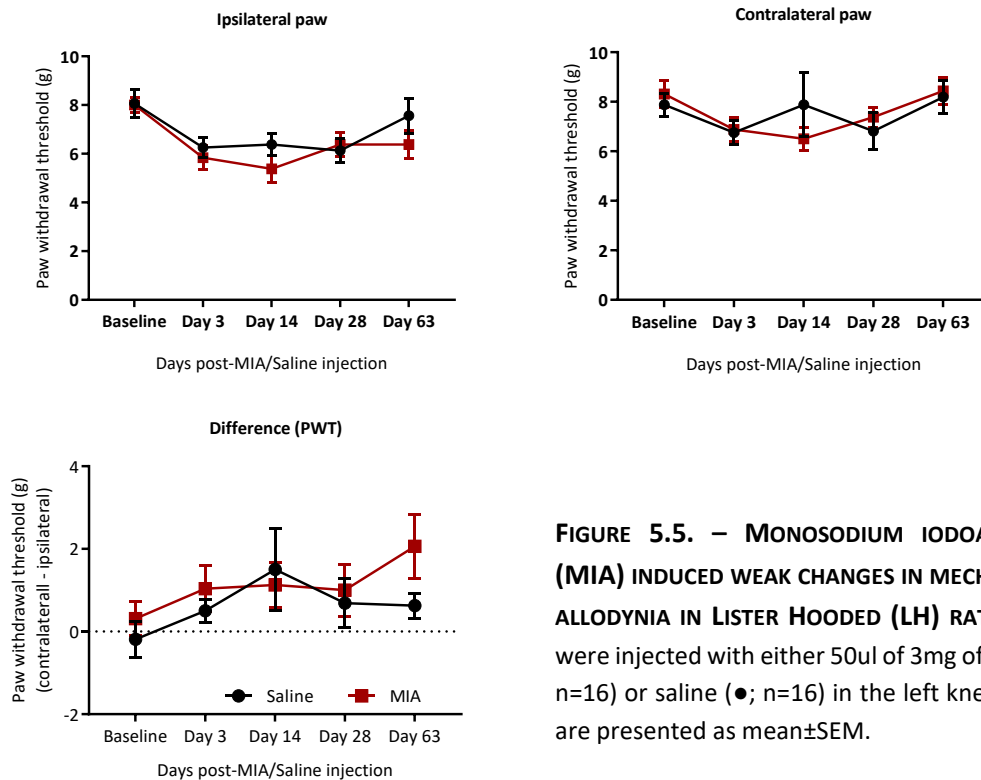 Ipsilateral paw
Paw withdrawal threshold (g)
10
8
6
4
2
0
Baseline Day 3 Day 14 Day 28 Day 63
Days post-MIA/Saline injection
Contralateral paw
Paw withdrawal threshold (g)
10
8
6
4
2
0
Baseline Day 3 Day 14 Day 28 Day 63
Days post-MIA/Saline injection
Difference (PWT)
Paw withdrawal threshold (g)
(contralaterall - ipsilateral)
4
2
0
-2
Saline MIA
Baseline Day 3 Day 14 Day 28 Day 63
Days post-MIA/Saline injection
FIGURE 5.5. – MONOSODIUM IODOA
(MIA) INDUCED WEAK CHANGES IN MECH
ALLODYNIA IN LISTER HOODED (LH) RAT
were injected with either 50ul of 3mg of
n=16) or saline (●; n=16) in the left kne
are presented as mean±SEM.